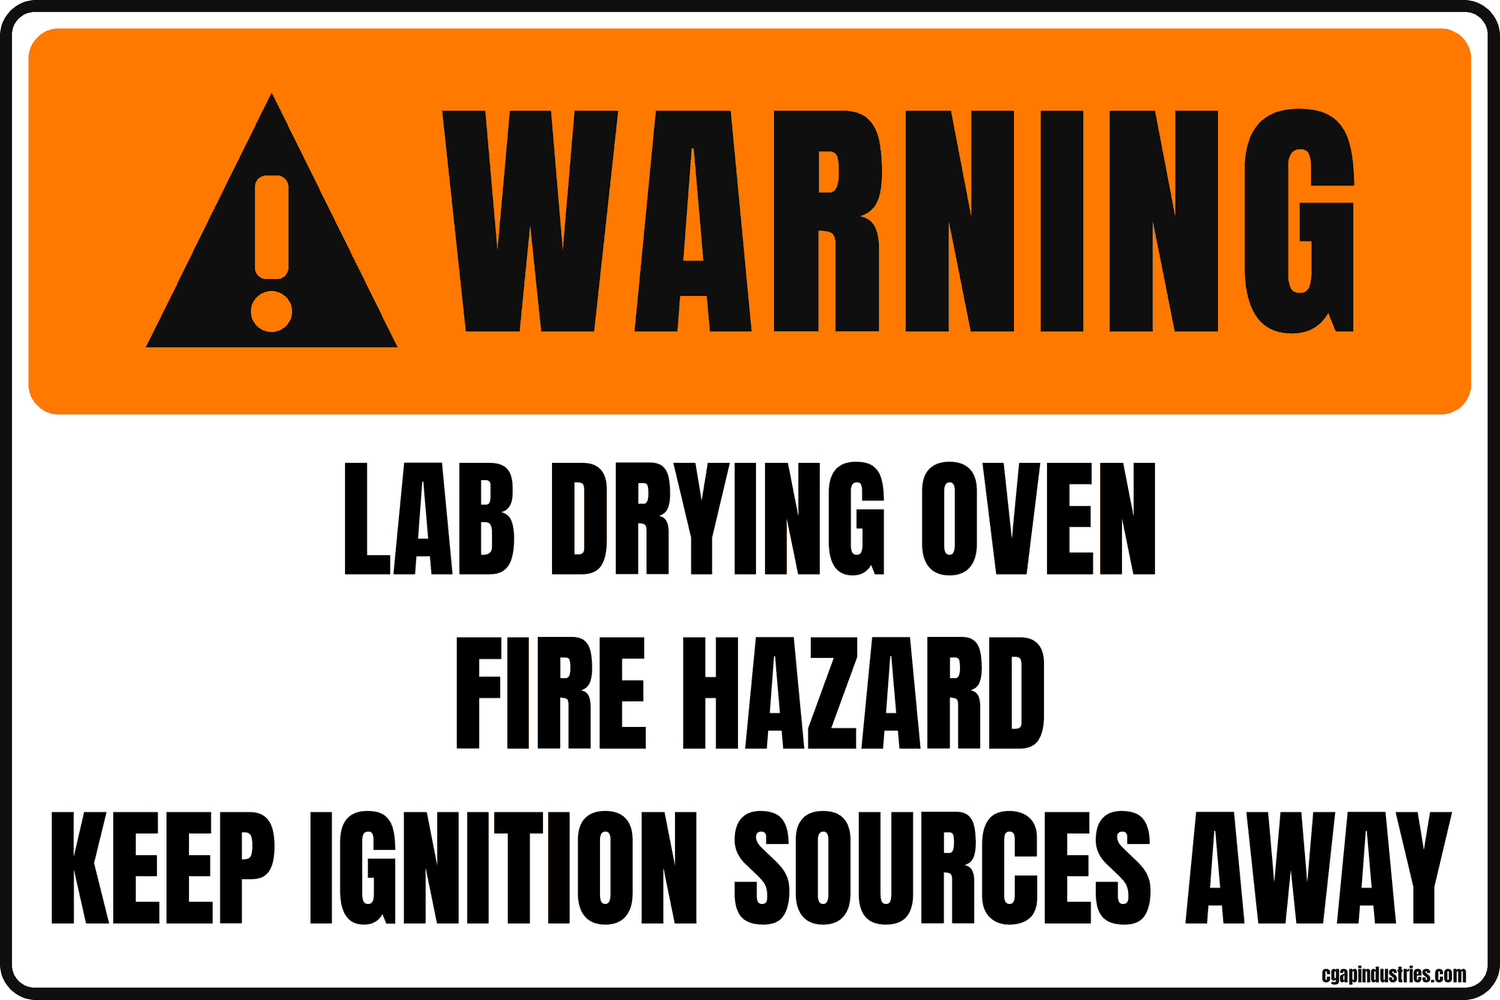 WARNING
LAB DRYING OVEN
FIRE HAZARD
KEEP IGNITION SOURCES AWAY
cgapindustries.com